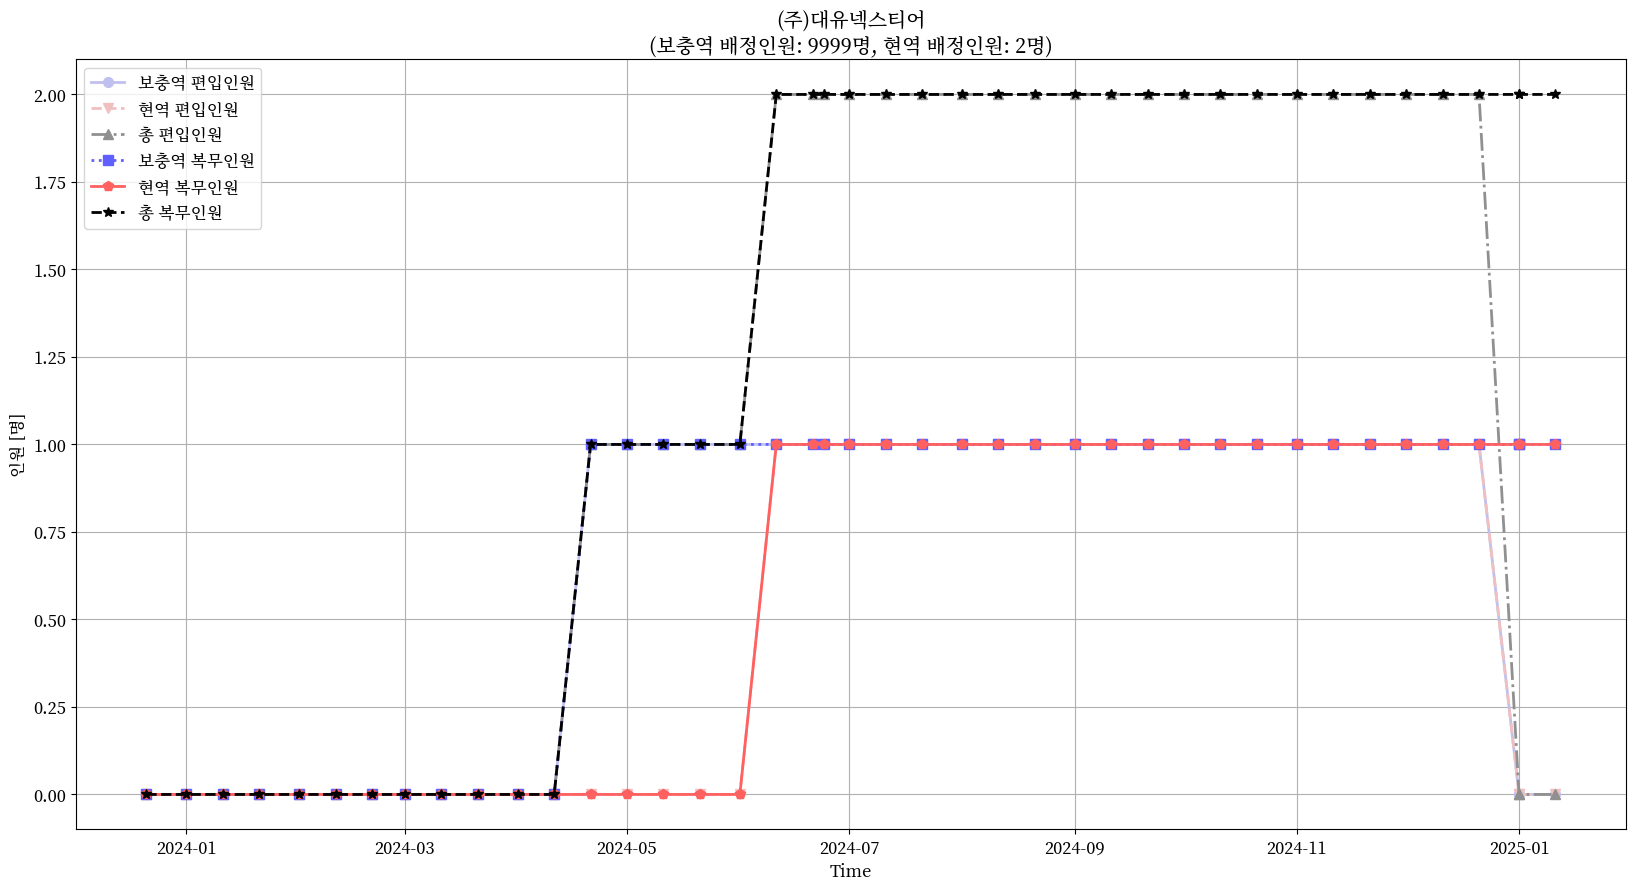 (주)대유넥스티어
(보충역 배정인원: 9999명, 현역 배정인원: 2명)
보충역 편입인원
현역 편입인원
총 편입인원
보충역 복무인원
현역 복무인원
총 복무인원
2.00
1.75
1.50
1.25
1.00
0.75
0.50
0.25
0.00
인원 [명]
2024-01
2024-03
2024-05
2024-07
2024-09
2024-11
2025-01
Time